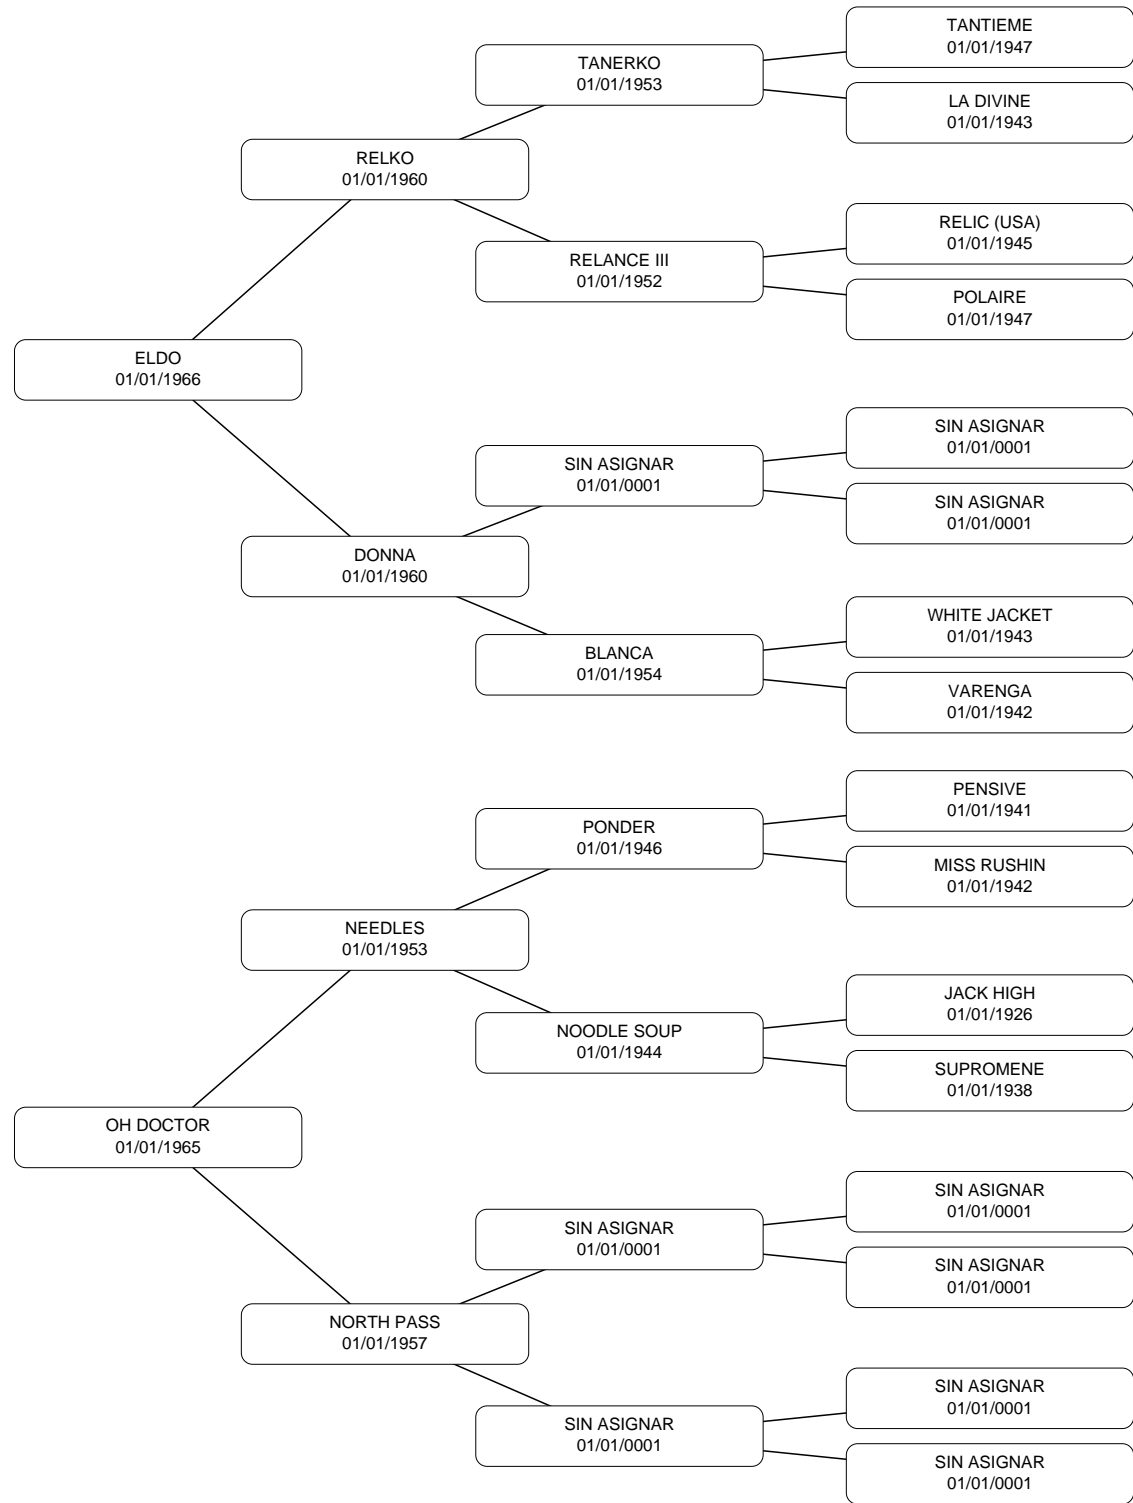 TANTIEME
01/01/1947
TANERKO
01/01/1953
LA DIVINE
01/01/1943
RELKO
01/01/1960
RELIC (USA)
01/01/1945
RELANCE III
01/01/1952
POLAIRE
01/01/1947
ELDO
01/01/1966
SIN ASIGNAR
01/01/0001
SIN ASIGNAR
01/01/0001
SIN ASIGNAR
01/01/0001
DONNA
01/01/1960
WHITE JACKET
01/01/1943
BLANCA
01/01/1954
VARENGA
01/01/1942
PENSIVE
01/01/1941
PONDER
01/01/1946
MISS RUSHIN
01/01/1942
NEEDLES
01/01/1953
JACK HIGH
01/01/1926
NOODLE SOUP
01/01/1944
SUPROMENE
01/01/1938
OH DOCTOR
01/01/1965
SIN ASIGNAR
01/01/0001
SIN ASIGNAR
01/01/0001
SIN ASIGNAR
01/01/0001
NORTH PASS
01/01/1957
SIN ASIGNAR
01/01/0001
SIN ASIGNAR
01/01/0001
SIN ASIGNAR
01/01/0001